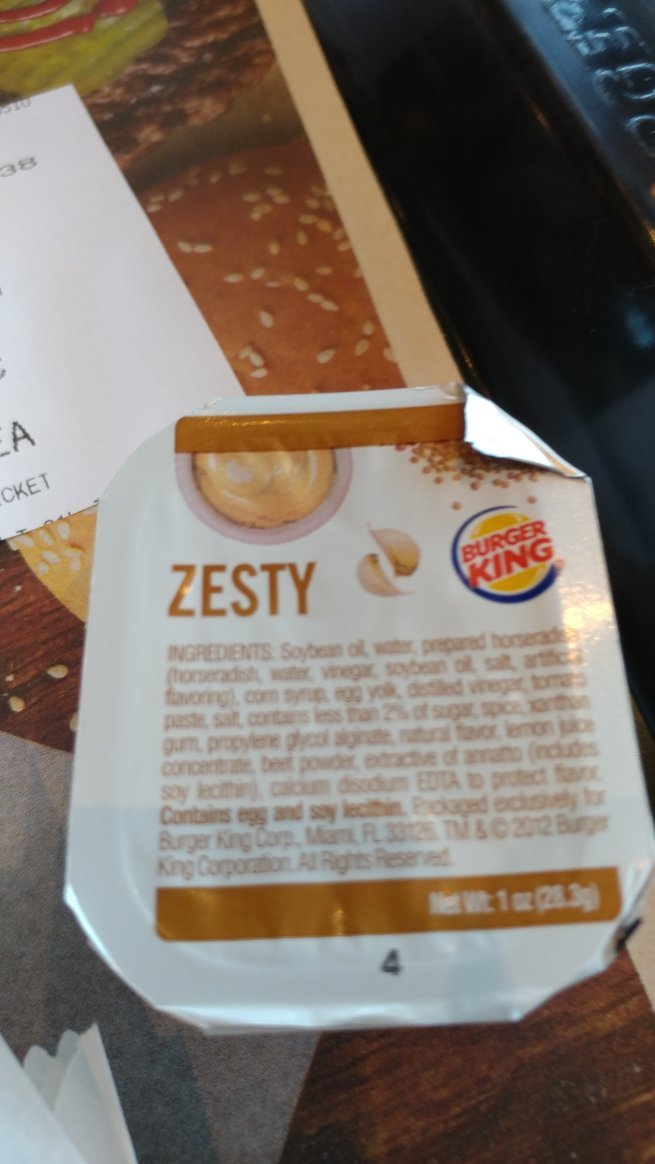 38
EA
CKET
ZESTY
BURGER
KING
INGREDIENTS: Soybean oil, water, prepared
(horseradish, water, vinegar, soybean oil, salt,
flavoring), corn syrup, egg yolk, distilled vinegar, tomato
paste, salt, contains less than 2% of sugar, spice, xanthan
gum, propylene glycol alginate, natural flavor, lemon juice
concentrate, beef powder, extractive of annatto (includes
soy lecithin), calcium disodium EDTA to protect flavor.
Contains egg and soy lecithin. Packaged exclusively for
Burger King Corp., Miami, FL 33126. TM & © 2012 Burger
King Corporation. All Rights Reserved.
Net Wt: 1 oz (28.3g)
4